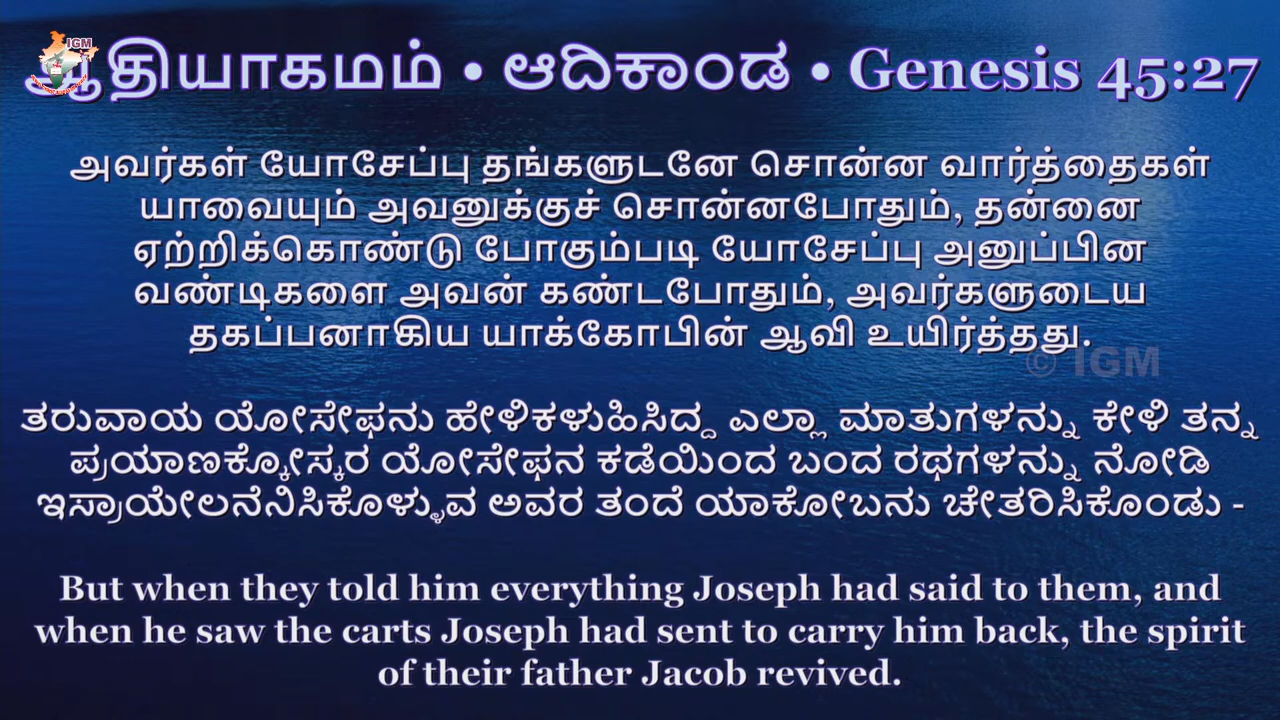 IGM
ஆதியாகமம் • ಆದಿಕಾಂಡ • Genesis 45:27
அவர்கள் யோசேப்பு தங்களுடனே சொன்ன வார்த்தைகள்
யாவையும் அவனுக்குச் சொன்னபோதும், தன்னை
ஏற்றிக்கொண்டு போகும்படி யோசேப்பு அனுப்பின
வண்டிகளை அவன் கண்டபோதும், அவர்களுடைய
தகப்பனாகிய யாக்கோபின் ஆவி உயிர்த்தது.
© IGM
ತರುವಾಯ ಯೋಸೇಫನು ಹೇಳಿಕಳುಹಿಸಿದ್ದ ಎಲ್ಲಾ ಮಾತುಗಳನ್ನು ಕೇಳಿ ತನ್ನ
ಪ್ರಯಾಣಕ್ಕೋಸ್ಕರ ಯೋಸೇಫನ ಕಡೆಯಿಂದ ಬಂದ ರಥಗಳನ್ನು ನೋಡಿ
ಇಸ್ರಾಯೇಲನೆನಿಸಿಕೊಳ್ಳುವ ಅವರ ತಂದೆ ಯಾಕೋಬನು ಚೇತರಿಸಿಕೊಂಡು -
But when they told him everything Joseph had said to them, and
when he saw the carts Joseph had sent to carry him back, the spirit
of their father Jacob revived.